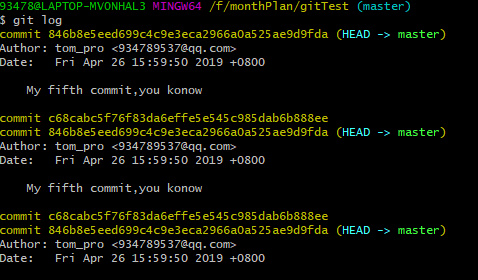 93478@LAPTOP-MVONHAL3 MINGW64 /f/monthPlan/gitTest (master)
$ git log
commit 846b8e5eed699c4c9e3eca2966a0a525ae9d9fda (HEAD -> master)
Author: tom_pro <934789537@qq.com>
Date:   Fri Apr 26 15:59:50 2019 +0800
    My fifth commit,you konow
commit c68cabc5f76f83da6effe5e545c985dab6b888ee
commit 846b8e5eed699c4c9e3eca2966a0a525ae9d9fda (HEAD -> master)
Author: tom_pro <934789537@qq.com>
Date:   Fri Apr 26 15:59:50 2019 +0800
    My fifth commit,you konow
commit c68cabc5f76f83da6effe5e545c985dab6b888ee
commit 846b8e5eed699c4c9e3eca2966a0a525ae9d9fda (HEAD -> master)
Author: tom_pro <934789537@qq.com>
Date:   Fri Apr 26 15:59:50 2019 +0800